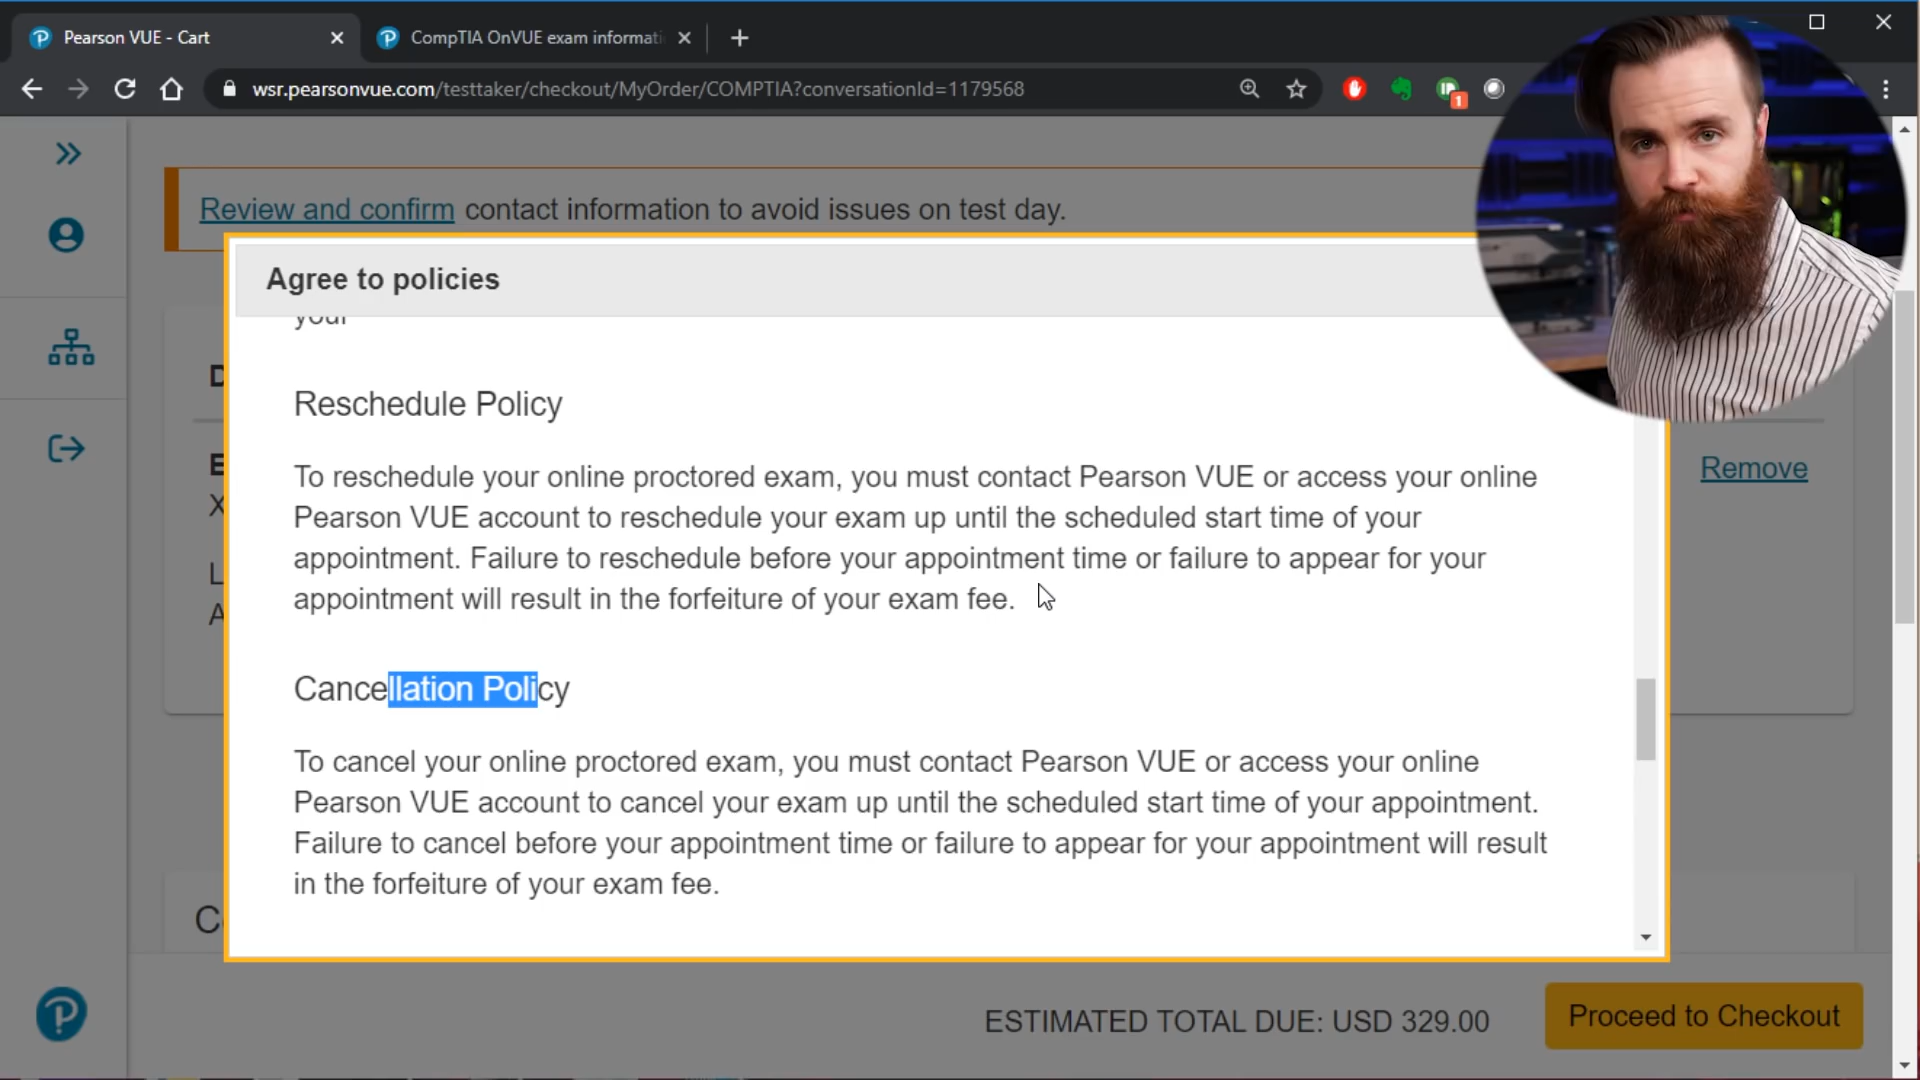 Pearson VUE - Cart
CompTIA OnVUE exam informati
wsr.pearsonvue.com/testtaker/checkout/MyOrder/COMPTIA?conversationId=1179568
1
Review and confirm contact information to avoid issues on test day.
Agree to policies
your
Reschedule Policy
To reschedule your online proctored exam, you must contact Pearson VUE or access your online
Pearson VUE account to reschedule your exam up until the scheduled start time of your
appointment. Failure to reschedule before your appointment time or failure to appear for your
appointment will result in the forfeiture of your exam fee.
Remove
Cancellation Policy
To cancel your online proctored exam, you must contact Pearson VUE or access your online
Pearson VUE account to cancel your exam up until the scheduled start time of your appointment.
Failure to cancel before your appointment time or failure to appear for your appointment will result
in the forfeiture of your exam fee.
ESTIMATED TOTAL DUE: USD 329.00
Proceed to Checkout